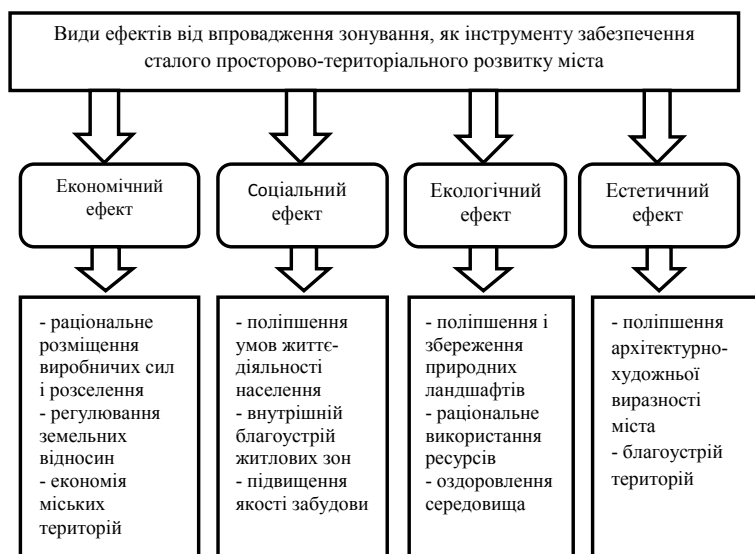 Види ефектів від впровадження зонування, як інструменту забезпечення
сталого просторово-територіального розвитку міста
Економічний
ефект
Соціальний
ефект
Екологічний
ефект
Естетичний
ефект
- раціональне
розміщення
виробничих сил
і розселення
- регулювання
земельних
відносин
- економія
міських
територій
- поліпшення
умов життє-
діяльності
населення
- внутрішній
благоустрій
житлових зон
- підвищення
якості забудови
- поліпшення і
збереження
природних
ландшафтів
- раціональне
використання
ресурсів
- оздоровлення
середовища
- поліпшення
архітектурно-
художньої
виразності
міста
- благоустрій
територій